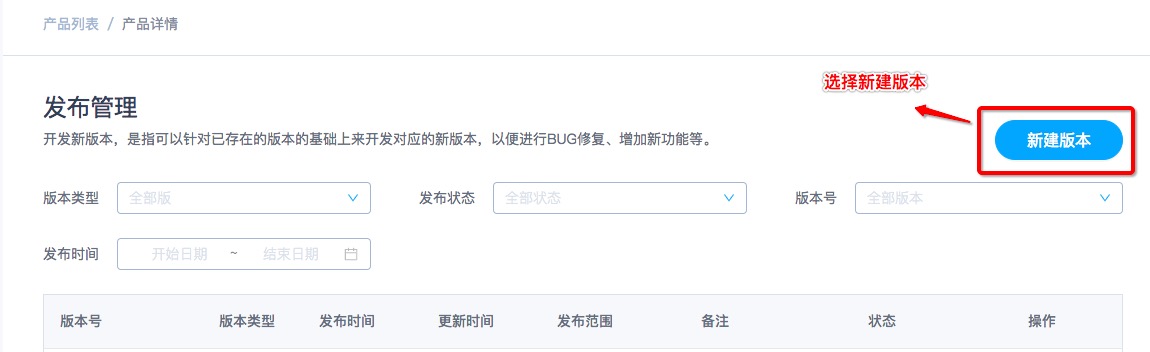 产品列表 / 产品详情
选择新建版本
发布管理
开发新版本，是指可以针对已存在的版本的基础上来开发对应的新版本，以便进行BUG修复、增加新功能等。
新建版本
版本类型 全部版 发布状态 全部状态 版本号 全部版本
发布时间 开始日期 ~ 结束日期
版本号 版本类型 发布时间 更新时间 发布范围 备注 状态 操作